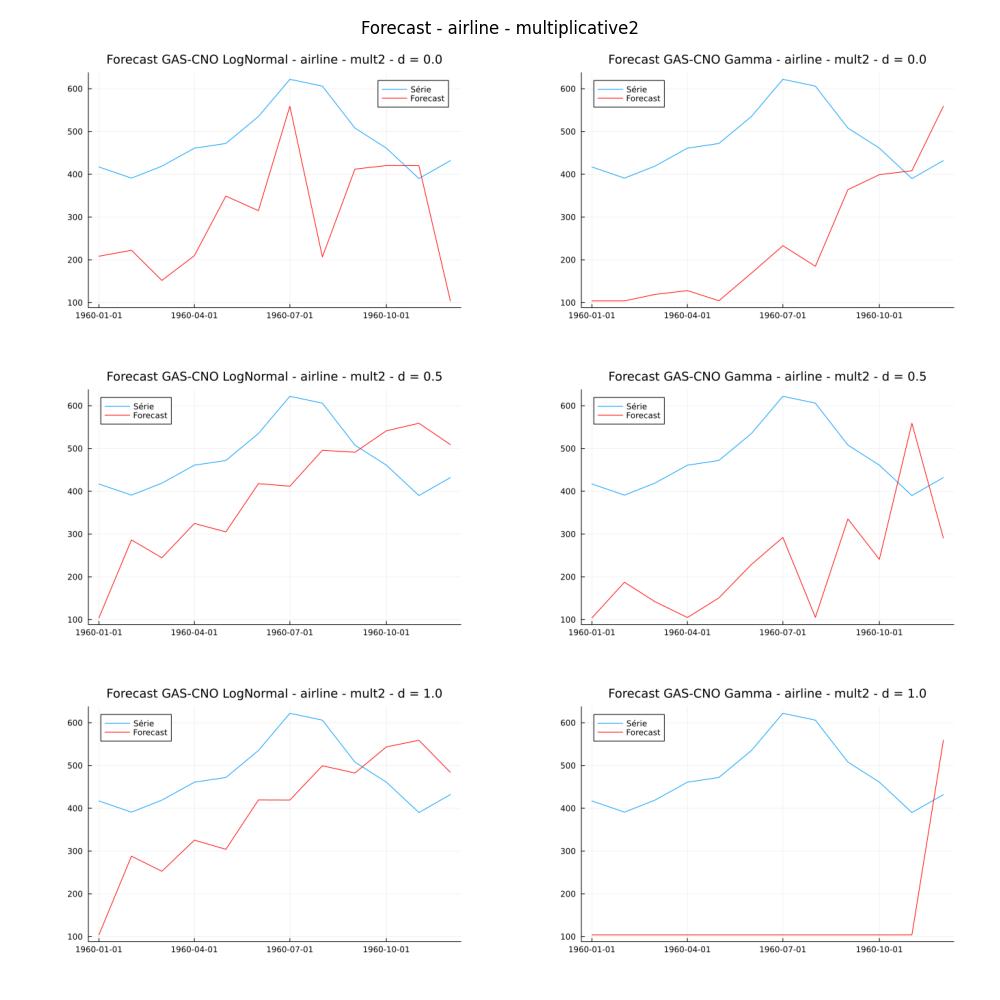 Forecast - airline - multiplicative2
Forecast GAS-CNO LogNormal - airline - mult2 - d = 0.0
Série
Forecast
600
500
400
300
200
100
1960-01-01 1960-04-01 1960-07-01 1960-10-01
Forecast GAS-CNO Gamma - airline - mult2 - d = 0.0
Série
Forecast
600
500
400
300
200
100
1960-01-01 1960-04-01 1960-07-01 1960-10-01
Forecast GAS-CNO LogNormal - airline - mult2 - d = 0.5
Série
Forecast
600
500
400
300
200
100
1960-01-01 1960-04-01 1960-07-01 1960-10-01
Forecast GAS-CNO Gamma - airline - mult2 - d = 0.5
Série
Forecast
600
500
400
300
200
100
1960-01-01 1960-04-01 1960-07-01 1960-10-01
Forecast GAS-CNO LogNormal - airline - mult2 - d = 1.0
Série
Forecast
600
500
400
300
200
100
1960-01-01 1960-04-01 1960-07-01 1960-10-01
Forecast GAS-CNO Gamma - airline - mult2 - d = 1.0
Série
Forecast
600
500
400
300
200
100
1960-01-01 1960-04-01 1960-07-01 1960-10-01